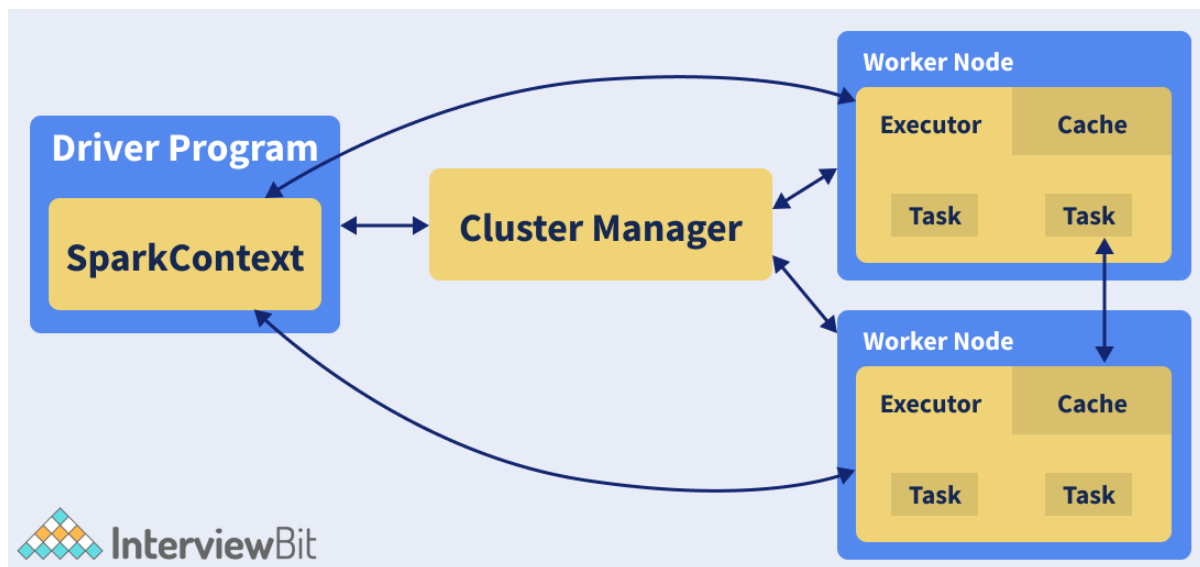 Driver Program
SparkContext
Cluster Manager
Worker Node
Executor
Cache
Task
Task
Worker Node
Executor
Cache
Task
Task
InterviewBit